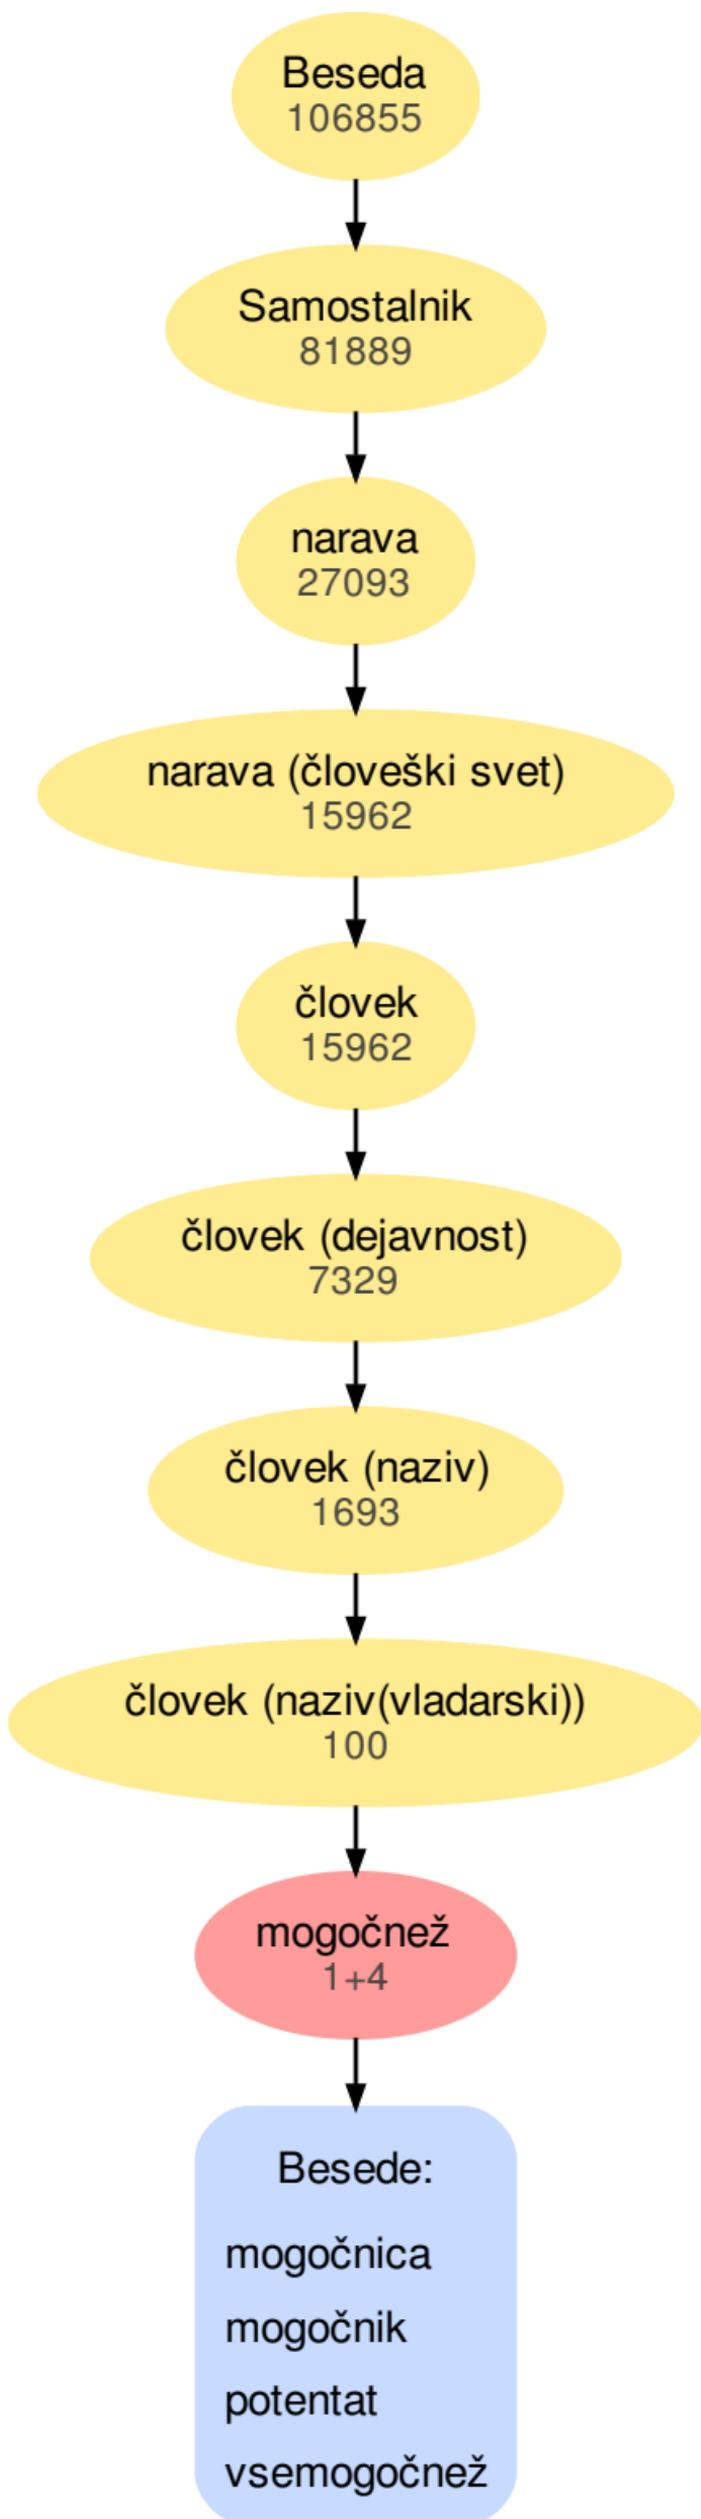 Beseda
106855
Samostalnik
81889
narava
27093
narava (človeški svet)
15962
človek
15962
človek (dejavnost)
7329
človek (naziv)
1693
človek (naziv(vladarski))
100
mogočnež
1+4
Besede:
mogočnica
mogočnik
potentat
vsemogočnež